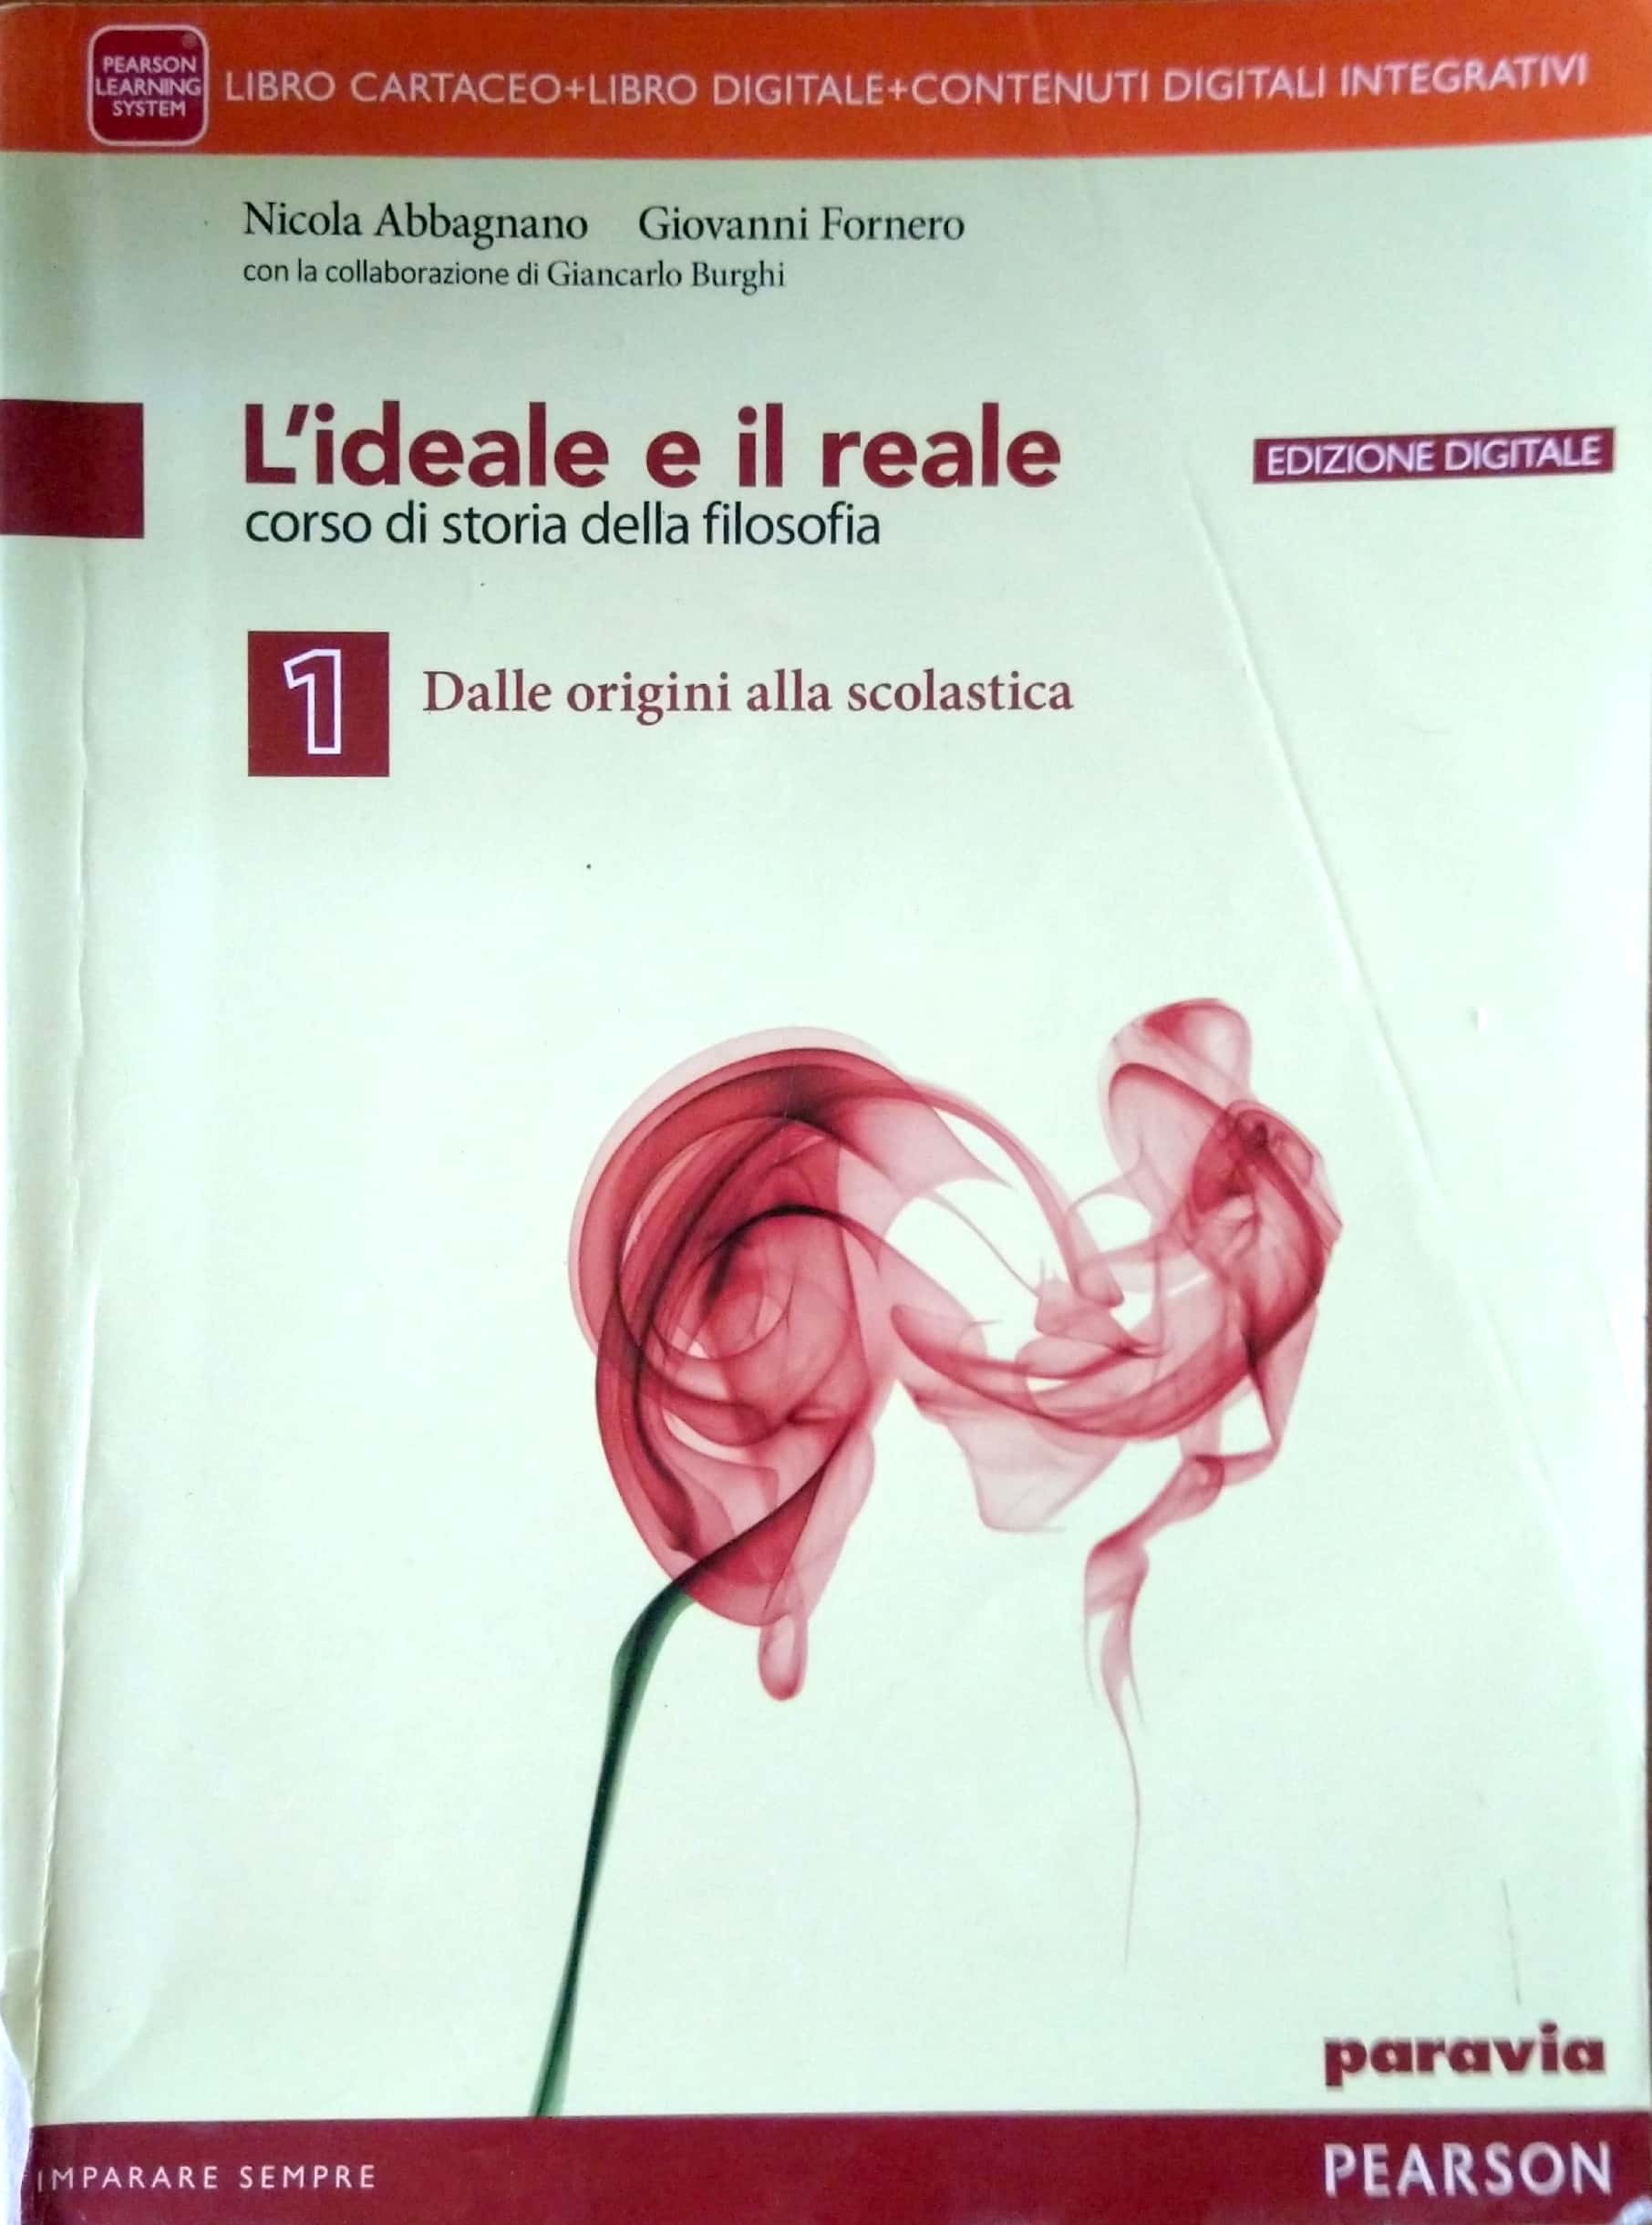 PEARSON
LEARNING
SYSTEM
LIBRO CARTACEO+LIBRO DIGITALE+CONTENUTI DIGITALI INTEGRATIVI
Nicola Abbagnano Giovanni Fornero
con la collaborazione di Giancarlo Burghi
L'ideale e il reale
EDIZIONE DIGITALE
corso di storia della filosofia
1 Dalle origini alla scolastica
paravia
IMPARARE SEMPRE
PEARSON